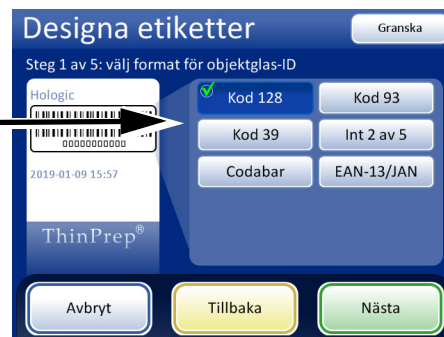 Designa etiketter
Granska
Steg 1 av 5: välj format för objektglas-ID
Hologic
00000000000
2019-01-09 15:57
ThinPrep®
Kod 128
Kod 93
Kod 39
Int 2 av 5
Codabar
EAN-13/JAN
Avbryt
Tillbaka
Nästa